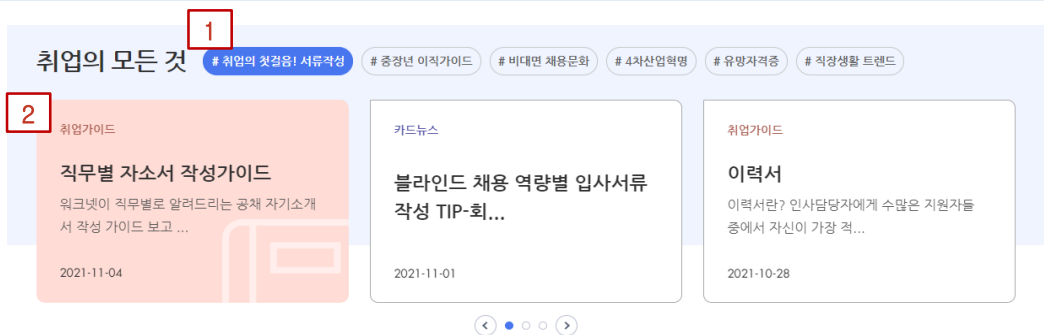 1
취업의 모든 것
# 취업의 첫걸음! 서류작성
# 중장년 이직가이드
# 비대면 채용문화
# 4차산업혁명
# 유망자격증
# 직장생활 트렌드
2
취업가이드
직무별 자소서 작성가이드
워크넷이 직무별로 알려드리는 공채 자기소개
서 작성 가이드 보고 ...
2021-11-04
카드뉴스
블라인드 채용 역량별 입사서류
작성 TIP-회...
2021-11-01
취업가이드
이력서
이력서란? 인사담당자에게 수많은 지원자들
중에서 자신이 가장 적...
2021-10-28